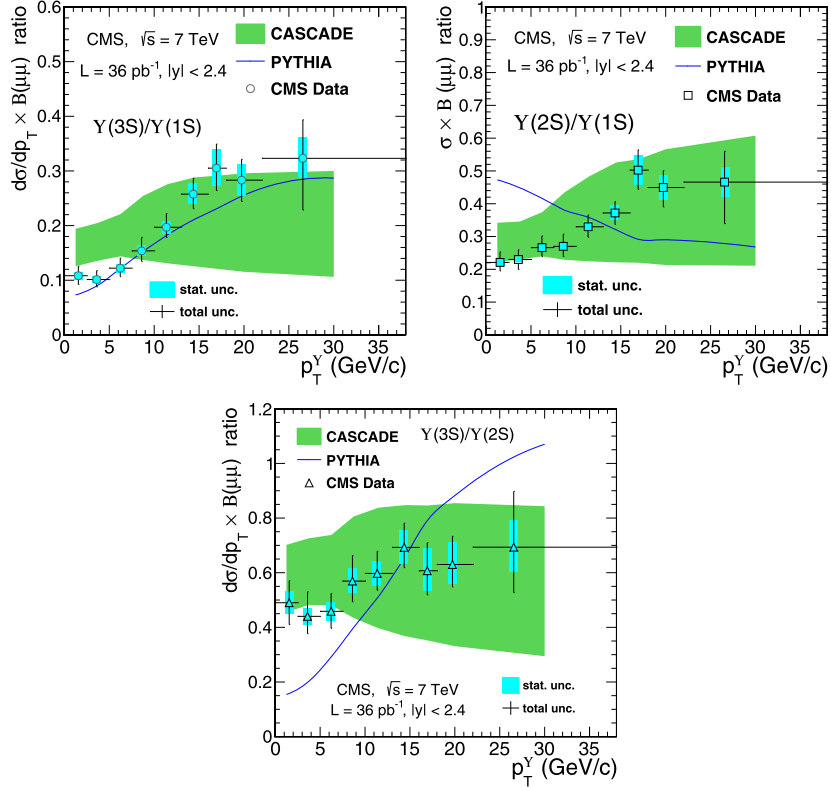 dσ/dp_T × B(μμ) ratio
0.6
0.5
0.4
0.3
0.2
0.1
0
CMS, √s = 7 TeV
L = 36 pb⁻¹, |y| < 2.4
CASCADE
PYTHIA
CMS Data
Υ(3S)/Υ(1S)
stat. unc.
total unc.
0 5 10 15 20 25 30 35
p_T^Υ (GeV/c)
σ × B (μμ) ratio
1
0.9
0.8
0.7
0.6
0.5
0.4
0.3
0.2
0.1
0
CMS, √s = 7 TeV
L = 36 pb⁻¹, |y| < 2.4
CASCADE
PYTHIA
CMS Data
Υ(2S)/Υ(1S)
stat. unc.
total unc.
0 5 10 15 20 25 30 35
p_T^Υ (GeV/c)
dσ/dp_T × B(μμ) ratio
1.2
1
0.8
0.6
0.4
0.2
0
CASCADE
PYTHIA
CMS Data
Υ(3S)/Υ(2S)
CMS, √s = 7 TeV
L = 36 pb⁻¹, |y| < 2.4
stat. unc.
total unc.
0 5 10 15 20 25 30 35
p_T^Υ (GeV/c)